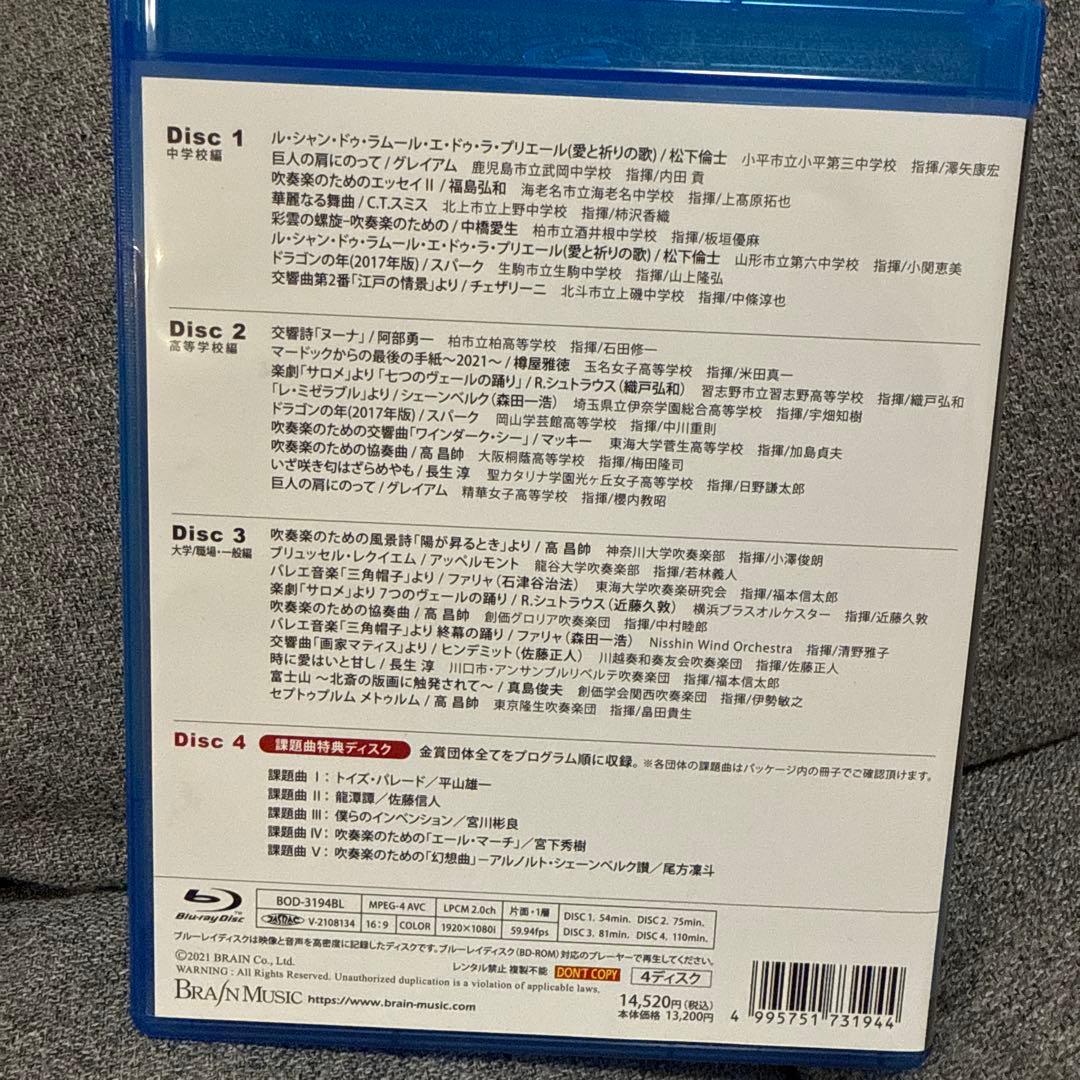 Disc 1
中学校編
ル・シャン・ドゥ・ラムール・エ・ドゥ・ラ・プリエール(愛と祈りの歌) / 松下倫士 小平市立小平第三中学校 指揮/澤矢康宏
巨人の肩にのって / グレイアム 鹿児島市立武岡中学校 指揮/内田 貢
吹奏楽のためのエッセイⅡ / 福島弘和 海老名市立海老名中学校 指揮/上髙原拓也
華麗なる舞曲 / C.T.スミス 北上市立上野中学校 指揮/柿沢香織
彩雲の螺旋–吹奏楽のための / 中橋愛生 柏市立酒井根中学校 指揮/板垣優麻
ル・シャン・ドゥ・ラムール・エ・ドゥ・ラ・プリエール(愛と祈りの歌) / 松下倫士 山形市立第六中学校 指揮/小関恵美
ドラゴンの年(2017年版) / スパーク 生駒市立生駒中学校 指揮/山上隆弘
交響曲第2番「江戸の情景」より / チェザリーニ 北斗市立上磯中学校 指揮/中條淳也
Disc 2
高等学校編
交響詩「ヌーナ」 / 阿部勇一 柏市立柏高等学校 指揮/石田修一
マードックからの最後の手紙～2021～ / 樽屋雅徳 玉名女子高等学校 指揮/米田真一
楽劇「サロメ」より「七つのヴェールの踊り」 / R.シュトラウス(織戸弘和) 習志野市立習志野高等学校 指揮/織戸弘和
「レ・ミゼラブル」より / シェーンベルク(森田一浩) 埼玉県立伊奈学園総合高等学校 指揮/宇畑知樹
ドラゴンの年(2017年版) / スパーク 岡山学芸館高等学校 指揮/中川重則
吹奏楽のための交響曲「ワインダーク・シー」 / マッキー 東海大学菅生高等学校 指揮/加島貞夫
吹奏楽のための協奏曲 / 高 昌帥 大阪桐蔭高等学校 指揮/梅田隆司
いざ咲き匂はざらめやも / 長生 淳 聖カタリナ学園光ヶ丘女子高等学校 指揮/日野謙太郎
巨人の肩にのって / グレイアム 精華女子高等学校 指揮/櫻内教昭
Disc 3
大学/職場・一般編
吹奏楽のための風景詩「陽が昇るとき」より / 高 昌帥 神奈川大学吹奏楽部 指揮/小澤俊朗
ブリュッセル・レクイエム / アッペルモント 龍谷大学吹奏楽部 指揮/若林義人
バレエ音楽「三角帽子」より / ファリャ(石津谷治法) 東海大学吹奏楽研究会 指揮/福本信太郎
楽劇「サロメ」より 7つのヴェールの踊り / R.シュトラウス(近藤久敦) 横浜ブラスオルケスター 指揮/近藤久敦
吹奏楽のための協奏曲 / 高 昌帥 創価グロリア吹奏楽団 指揮/中村睦郎
バレエ音楽「三角帽子」より 終幕の踊り / ファリャ(森田一浩) Nisshin Wind Orchestra 指揮/清野雅子
交響曲「画家マティス」より / ヒンデミット(佐藤正人) 川越奏和奏友会吹奏楽団 指揮/佐藤正人
時に愛はいと甘し / 長生 淳 川口市・アンサンブルリベルテ吹奏楽団 指揮/福本信太郎
富士山 ～北斎の版画に触発されて～ / 真島俊夫 創価学会関西吹奏楽団 指揮/伊勢敏之
セプトゥブルム メトゥルム / 高 昌帥 東京隆生吹奏楽団 指揮/畠田貴生
Disc 4 課題曲特典ディスク 金賞団体全てをプログラム順に収録。 ※各団体の課題曲はパッケージ内の冊子でご確認頂けます。
課題曲 Ⅰ：トイズ・パレード／平山雄一
課題曲 Ⅱ：龍潭譚／佐藤信人
課題曲 Ⅲ：僕らのインベンション／宮川彬良
課題曲 Ⅳ：吹奏楽のための「エール・マーチ」／宮下秀樹
課題曲 Ⅴ：吹奏楽のための「幻想曲」－アルノルト・シェーンベルク讃／尾方凜斗
Blu-ray Disc
BOD-3194BL MPEG-4 AVC LPCM 2.0ch 片面・1層 DISC 1. 54min. DISC 2. 75min.
JASRAC V-2108134 16：9 COLOR 1920×1080i 59.94fps DISC 3. 81min. DISC 4. 110min.
ブルーレイディスクは映像と音声を高密度に記録したディスクです。ブルーレイディスク(BD-ROM)対応のプレーヤーで再生してください。
©2021 BRAIN Co., Ltd. レンタル禁止 複製不能 DON'T COPY 4ディスク
WARNING : All Rights Reserved. Unauthorized duplication is a violation of applicable laws.
BRAIN MUSIC https://www.brain-music.com
14,520円(税込)
本体価格 13,200円
4 995751 731944